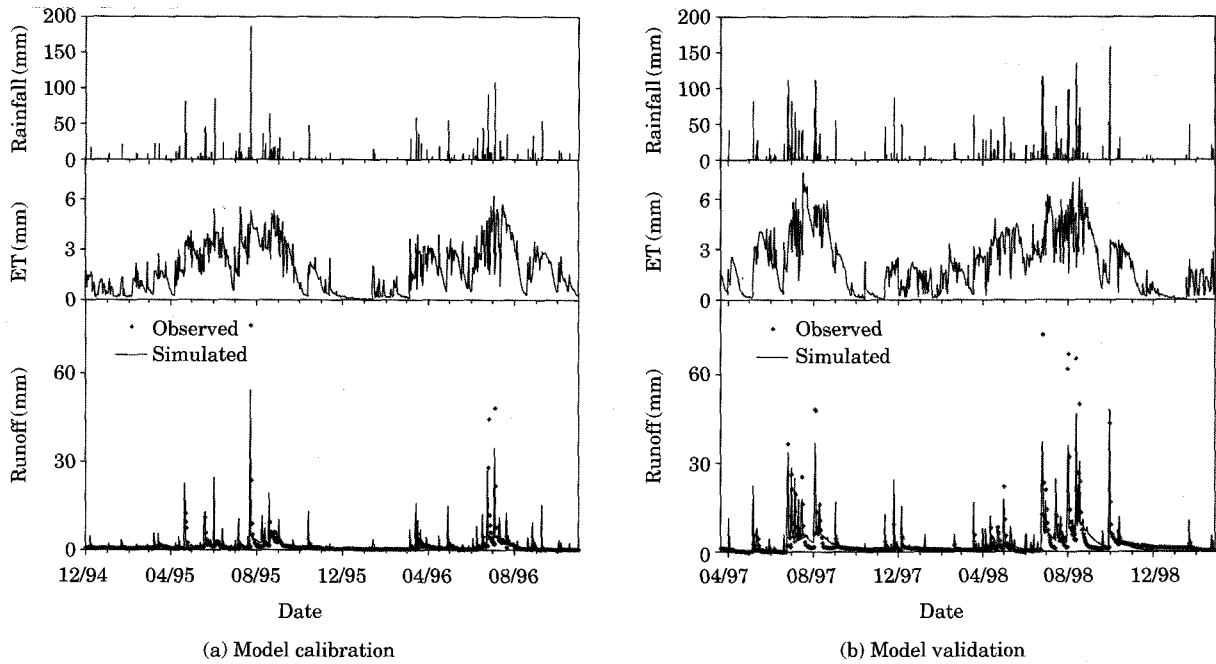 200
150
100
50
0
Rainfall (mm)
6
3
0
ET (mm)
Observed
Simulated
60
30
0
Runoff (mm)
12/94 04/95 08/95 12/95 04/96 08/96
Date
(a) Model calibration
200
150
100
50
0
Rainfall (mm)
6
3
0
ET (mm)
Observed
Simulated
60
30
0
Runoff (mm)
04/97 08/97 12/97 04/98 08/98 12/98
Date
(b) Model validation